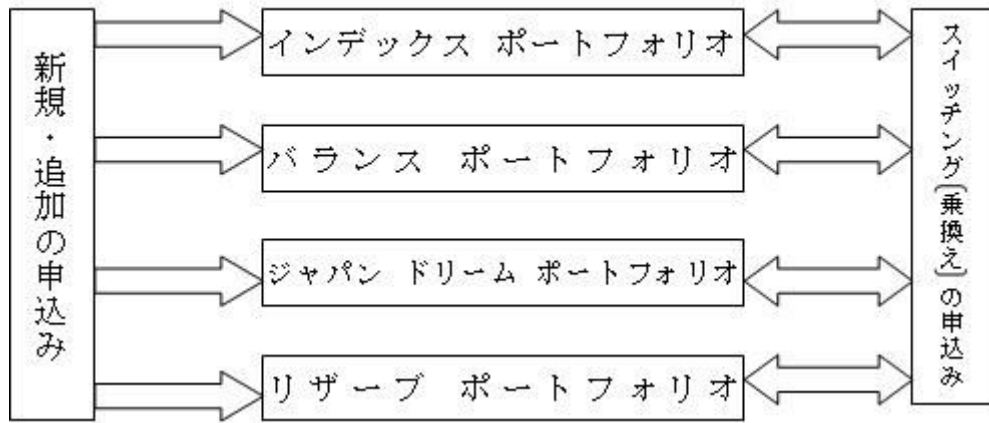 新規・追加の申込み
インデックス ポートフォリオ
バランス ポートフォリオ
ジャパン ドリーム ポートフォリオ
リザーブ ポートフォリオ
スイッチング(乗換え)の申込み